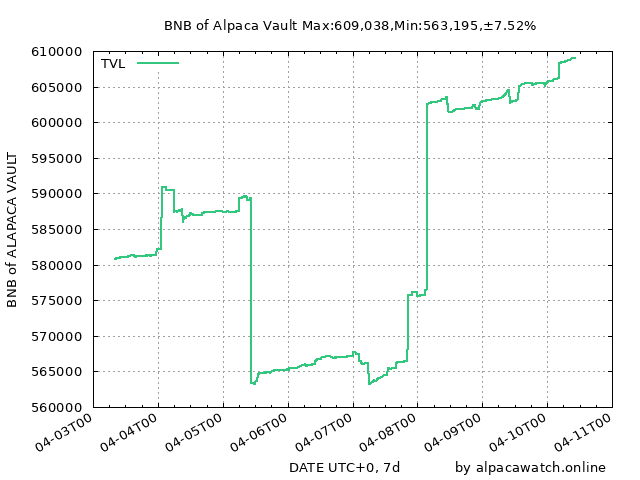 BNB of Alpaca Vault Max:609,038,Min:563,195,±7.52%
TVL
BNB of ALAPACA VAULT
610000
605000
600000
595000
590000
585000
580000
575000
570000
565000
560000
04-03T00
04-04T00
04-05T00
04-06T00
04-07T00
04-08T00
04-09T00
04-10T00
04-11T00
DATE UTC+0, 7d
by alpacawatch.online